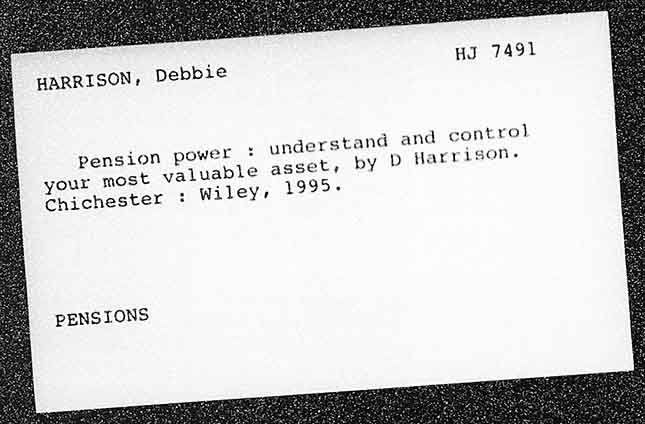 HARRISON, Debbie HJ 7491
Pension power : understand and control
your most valuable asset, by D Harrison.
Chichester : Wiley, 1995.
PENSIONS